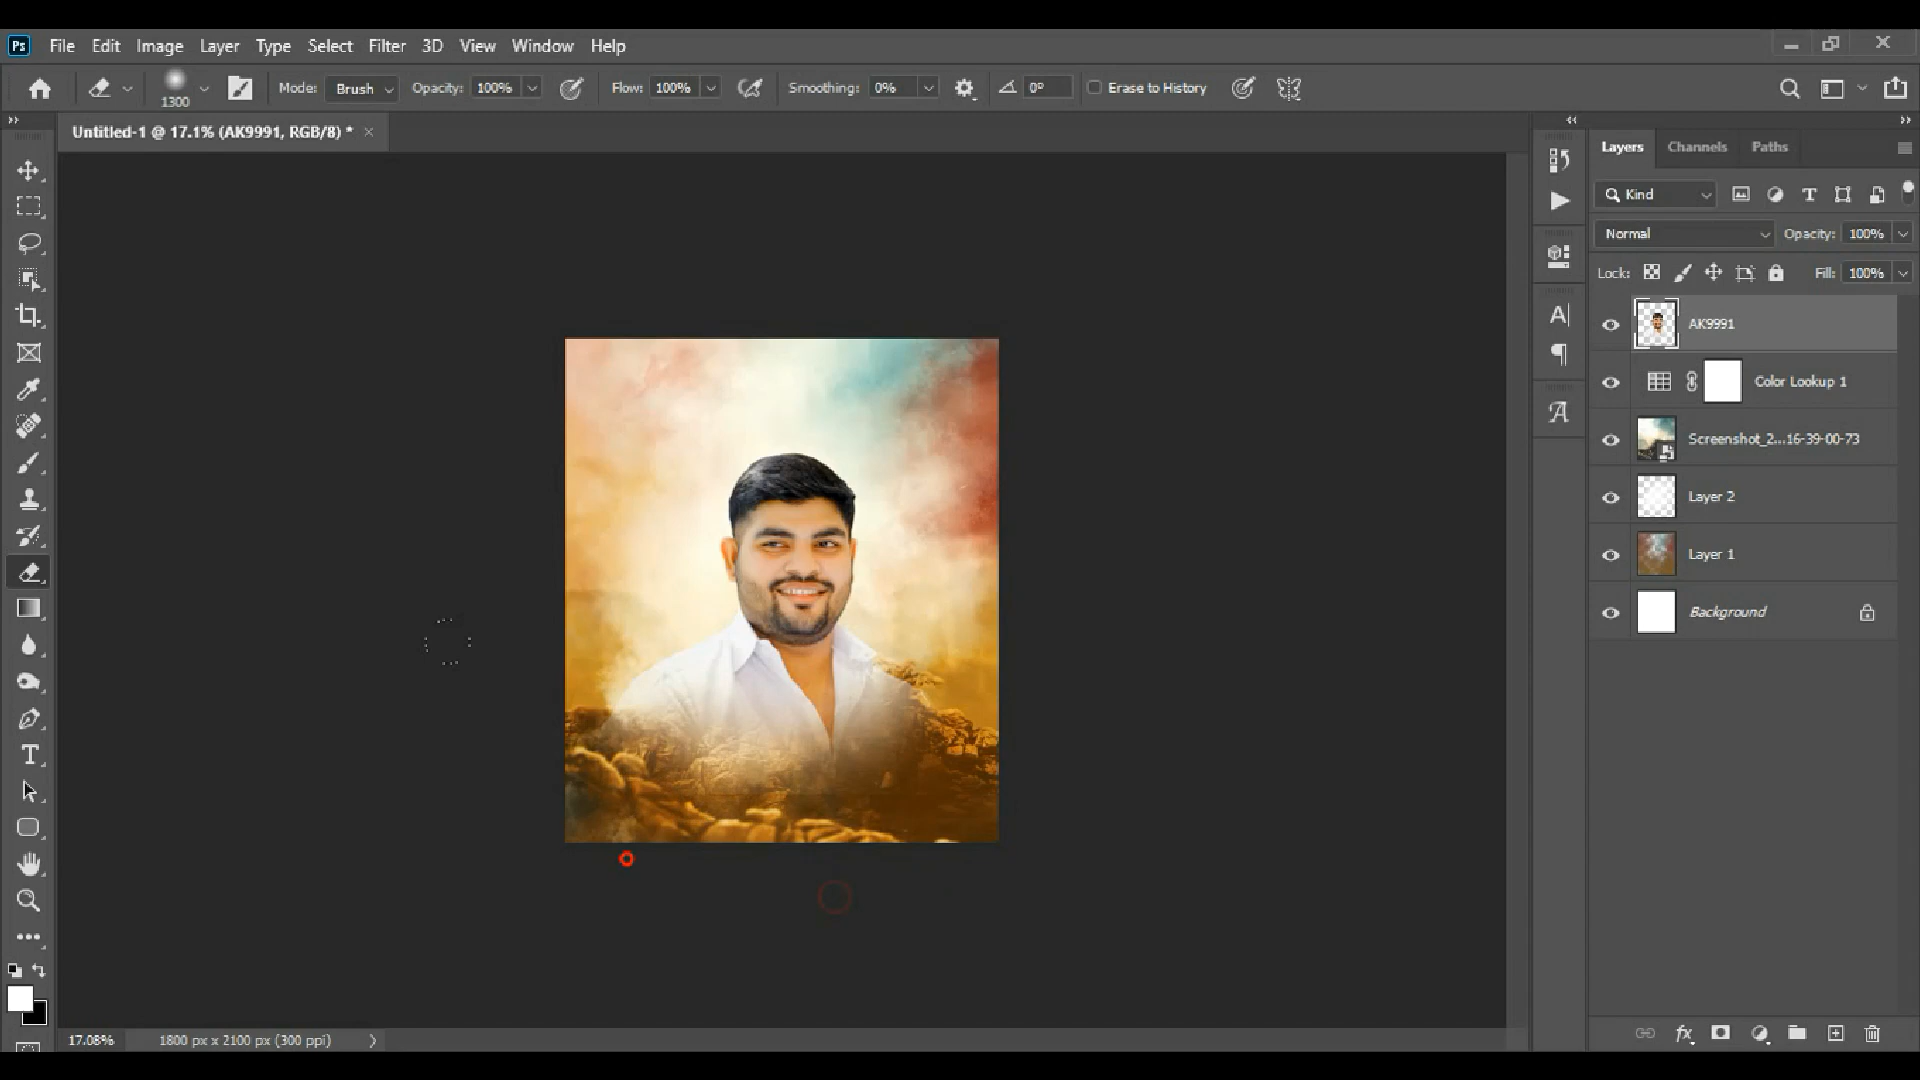 Ps File Edit Image Layer Type Select Filter 3D View Window Help
1300 Mode: Brush Opacity: 100% Flow: 100% Smoothing: 0% 0° Erase to History
Untitled-1 @ 17.1% (AK9991, RGB/8) * ×
Layers Channels Paths
Kind
Normal Opacity: 100%
Lock: Fill: 100%
AK9991
Color Lookup 1
Screenshot_2...16-39-00-73
Layer 2
Layer 1
Background
17.08% 1800 px x 2100 px (300 ppi)